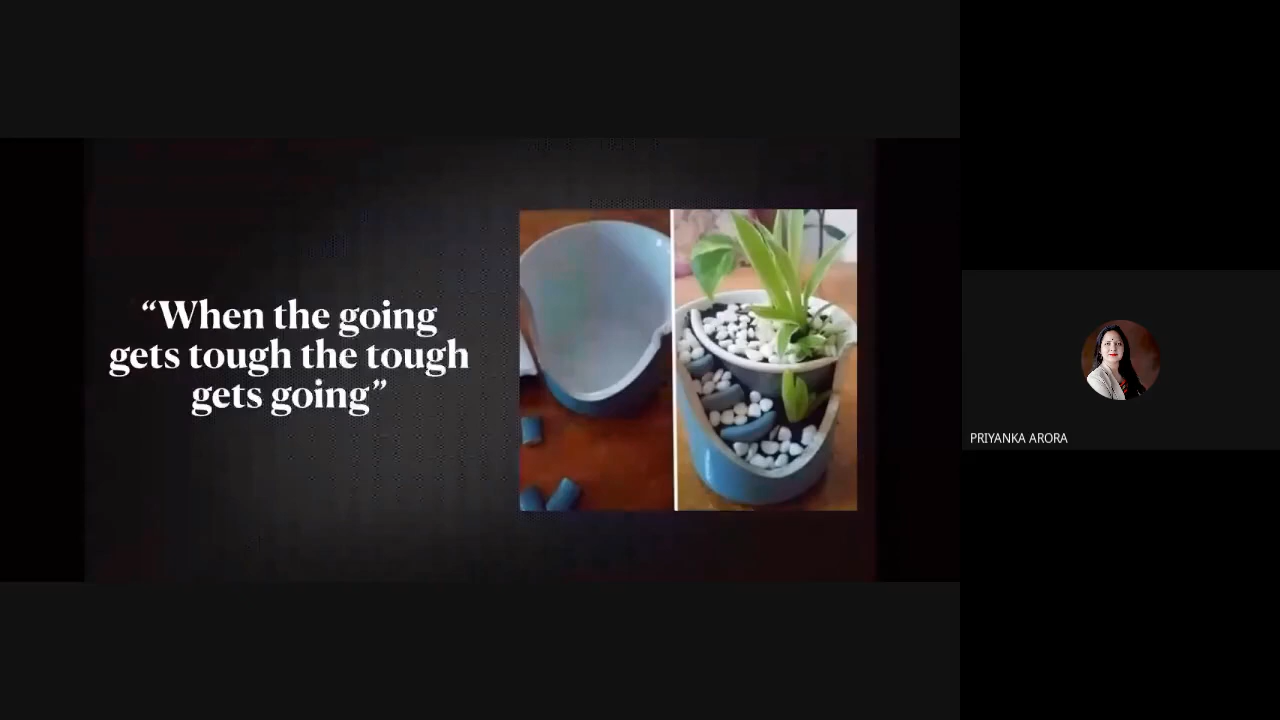 “When the going
gets tough the tough
gets going”
PRIYANKA ARORA